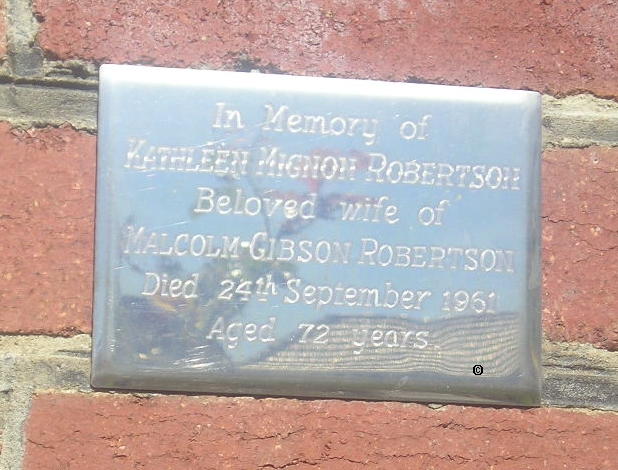 In Memory of
KATHLEEN MIGNON ROBERTSON
Beloved wife of
MALCOLM GIBSON ROBERTSON
Died 24th September 1961
Aged 72 years.
©